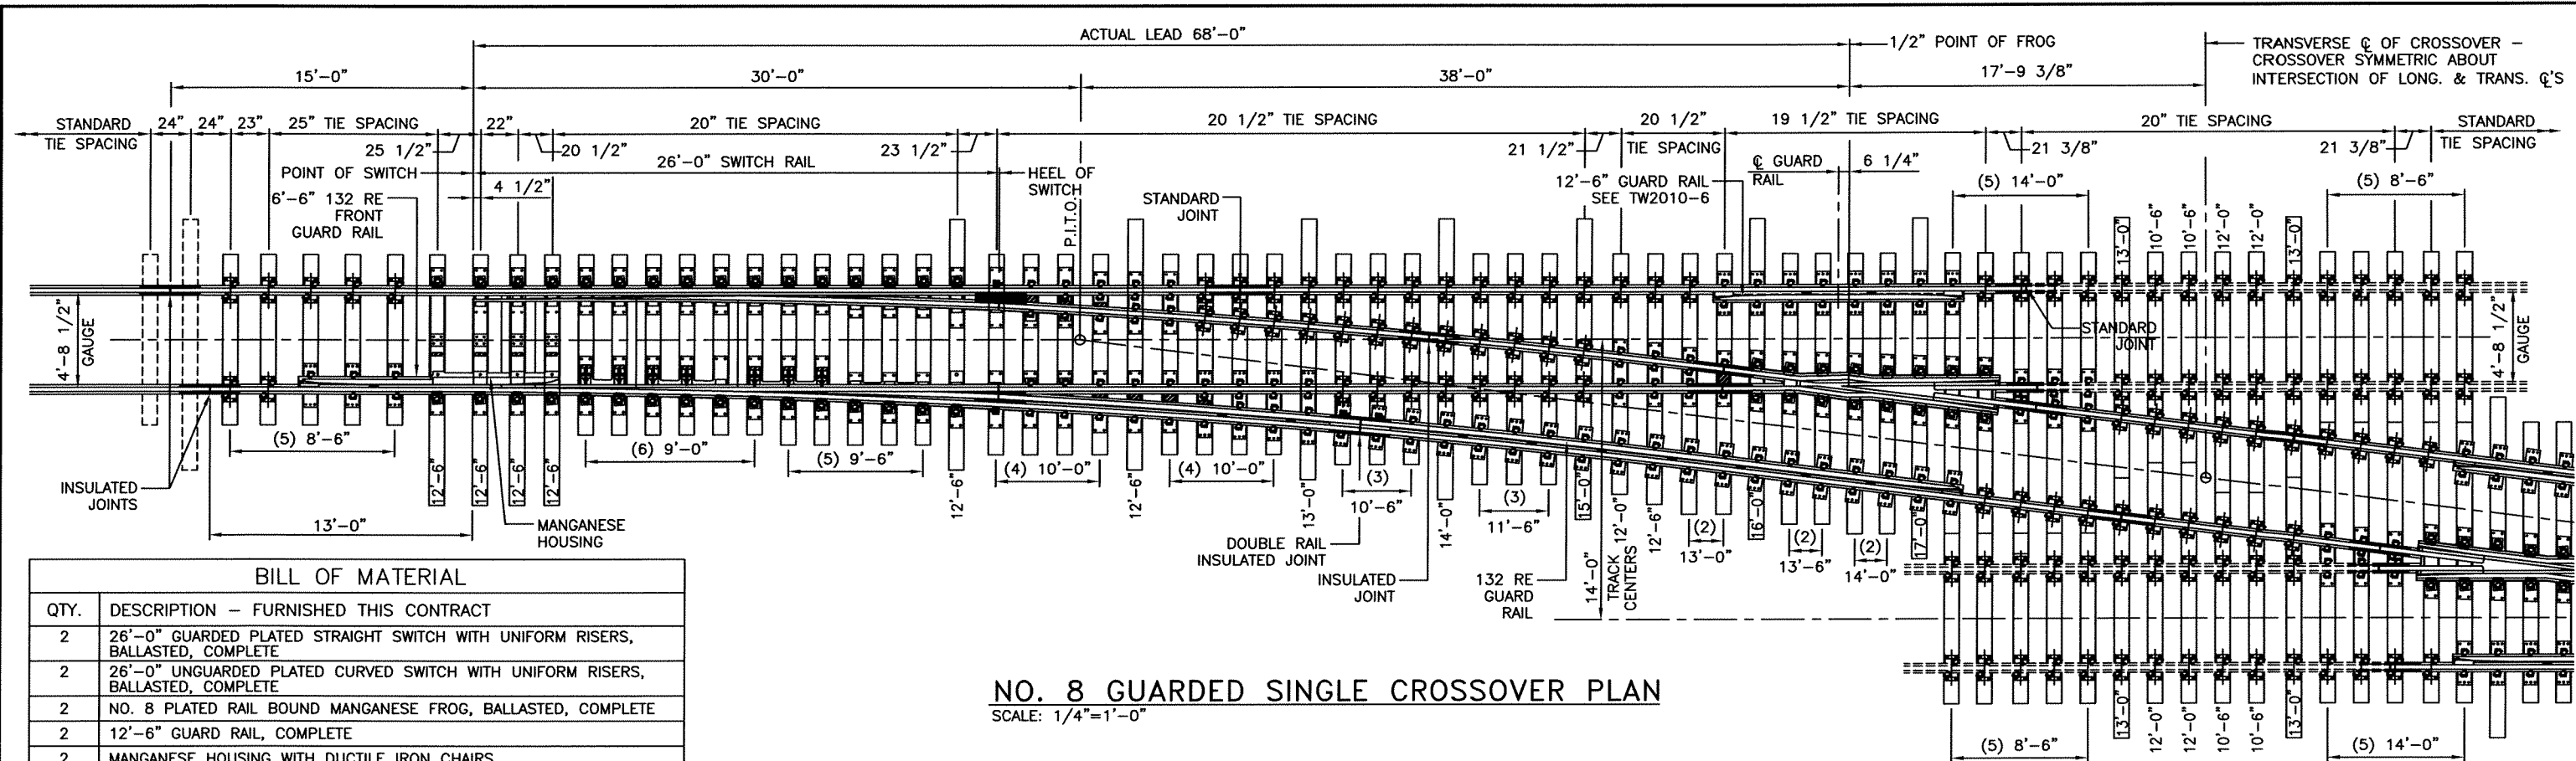 ACTUAL LEAD 68'-0"
1/2" POINT OF FROG
TRANSVERSE ℄ OF CROSSOVER –
CROSSOVER SYMMETRIC ABOUT
INTERSECTION OF LONG. & TRANS. ℄'S
15'-0"
30'-0"
38'-0"
17'-9 3/8"
STANDARD
TIE SPACING
24"
24"
23"
25" TIE SPACING
25 1/2"
22"
20 1/2"
20" TIE SPACING
23 1/2"
20 1/2" TIE SPACING
21 1/2"
20 1/2"
TIE SPACING
19 1/2" TIE SPACING
21 3/8"
20" TIE SPACING
21 3/8"
STANDARD
TIE SPACING
POINT OF SWITCH
26'-0" SWITCH RAIL
HEEL OF
SWITCH
4 1/2"
6'-6" 132 RE
FRONT
GUARD RAIL
P.I.T.O.
STANDARD
JOINT
12'-6" GUARD RAIL
SEE TW2010-6
℄ GUARD
RAIL
6 1/4"
(5) 14'-0"
13'-0"
10'-6"
10'-6"
12'-0"
12'-0"
13'-0"
(5) 8'-6"
4'-8 1/2"
GAUGE
STANDARD
JOINT
4'-8 1/2"
GAUGE
INSULATED
JOINTS
(5) 8'-6"
13'-0"
12'-6"
12'-6"
12'-6"
12'-6"
MANGANESE
HOUSING
(6) 9'-0"
(5) 9'-6"
12'-6"
(4) 10'-0"
12'-6"
(4) 10'-0"
13'-0"
(3)
10'-6"
14'-0"
(3)
11'-6"
15'-0"
12'-0"
12'-6"
(2)
13'-0"
16'-0"
(2)
13'-6"
(2)
14'-0"
17'-0"
DOUBLE RAIL
INSULATED JOINT
INSULATED
JOINT
132 RE
GUARD
RAIL
14'-0"
TRACK
CENTERS
(5) 8'-6"
13'-0"
12'-0"
12'-0"
10'-6"
10'-6"
13'-0"
(5) 14'-0"
NO. 8 GUARDED SINGLE CROSSOVER PLAN
SCALE: 1/4"=1'-0"
BILL OF MATERIAL
QTY. DESCRIPTION – FURNISHED THIS CONTRACT
2 26'-0" GUARDED PLATED STRAIGHT SWITCH WITH UNIFORM RISERS,
BALLASTED, COMPLETE
2 26'-0" UNGUARDED PLATED CURVED SWITCH WITH UNIFORM RISERS,
BALLASTED, COMPLETE
2 NO. 8 PLATED RAIL BOUND MANGANESE FROG, BALLASTED, COMPLETE
2 12'-6" GUARD RAIL, COMPLETE
2 MANGANESE HOUSING WITH DUCTILE IRON CHAIRS